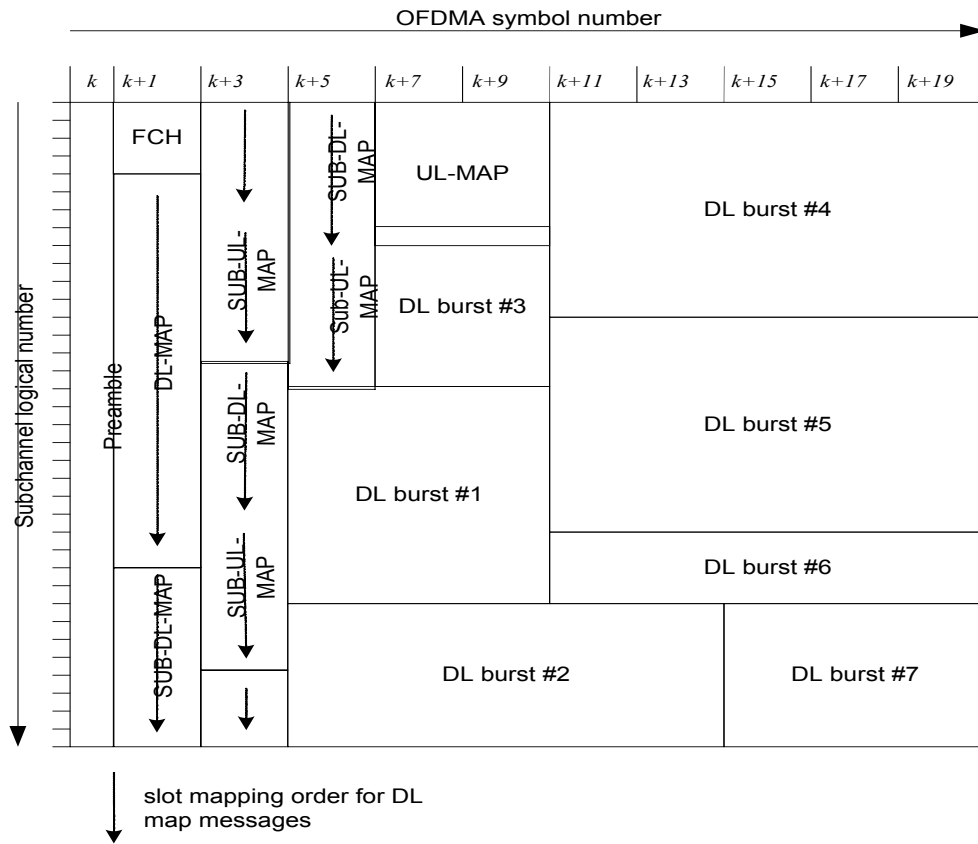 OFDMA symbol number
k k+1 k+3 k+5 k+7 k+9 k+11 k+13 k+15 k+17 k+19
Subchannel logical number
Preamble
FCH
DL-MAP
SUB-DL-MAP
SUB-UL-
MAP
SUB-DL-
MAP
SUB-UL-
MAP
SUB-DL-
MAP
Sub-UL-
MAP
UL-MAP
DL burst #3
DL burst #1
DL burst #2
DL burst #4
DL burst #5
DL burst #6
DL burst #7
slot mapping order for DL
map messages